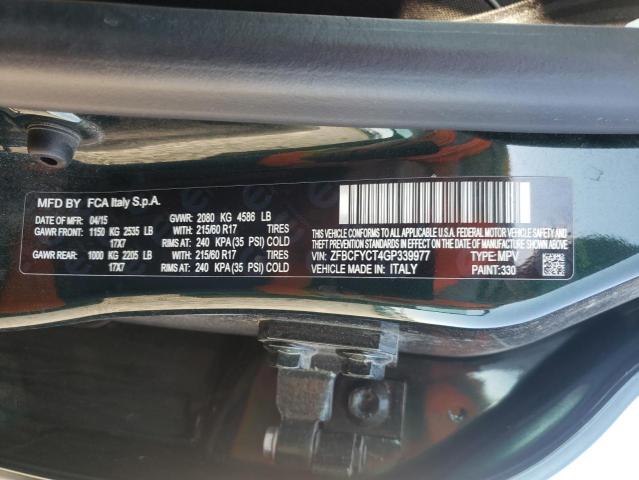 MFD BY FCA Italy S.p.A.
DATE OF MFR: 04/15 GVWR: 2080 KG 4586 LB
GAWR FRONT: 1150 KG 2535 LB WITH: 215/60 R17 TIRES
17X7 RIMS: 240 KPA(35 PSI) COLD
GAWR REAR: 1000 KG 2205 LB WITH: 215/60 R17 TIRES
17X7 RIMS: 240 KPA(35 PSI) COLD
THIS VEHICLE CONFORMS TO ALL
APPLICABLE U.S.A. FEDERAL MOTOR
VEHICLE SAFETY, BUMPER AND
THEFT PREVENTION STANDARDS IN
EFFECT ON THE DATE OF
MANUFACTURE SHOWN ABOVE.
VIN: ZFBCFYCT4GP339977 TYPE: MPV
VEHICLE MADE IN: ITALY PAINT: 330